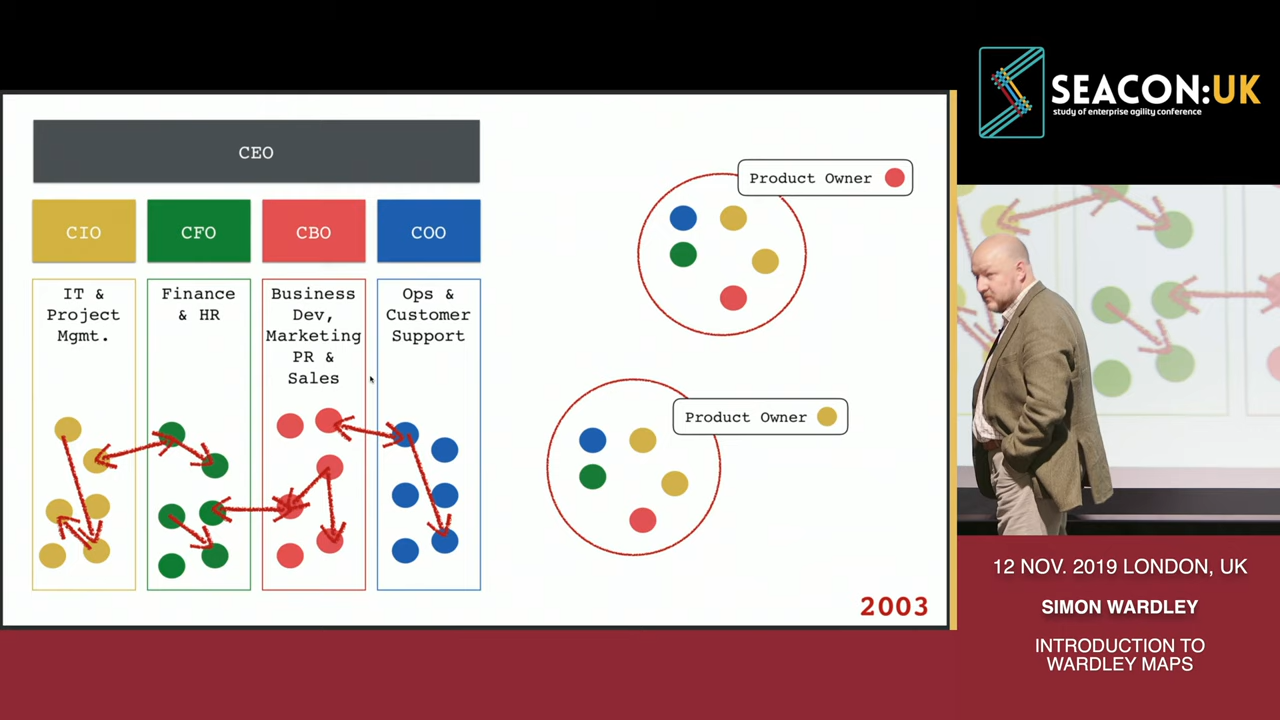 CEO
CIO
CFO
CBO
COO
IT &
Project
Mgmt.
Finance
& HR
Business
Dev,
Marketing
PR &
Sales
Ops &
Customer
Support
Product Owner
Product Owner
2003
SEACON:UK
study of enterprise agility conference
12 NOV. 2019 LONDON, UK
SIMON WARDLEY
INTRODUCTION TO
WARDLEY MAPS